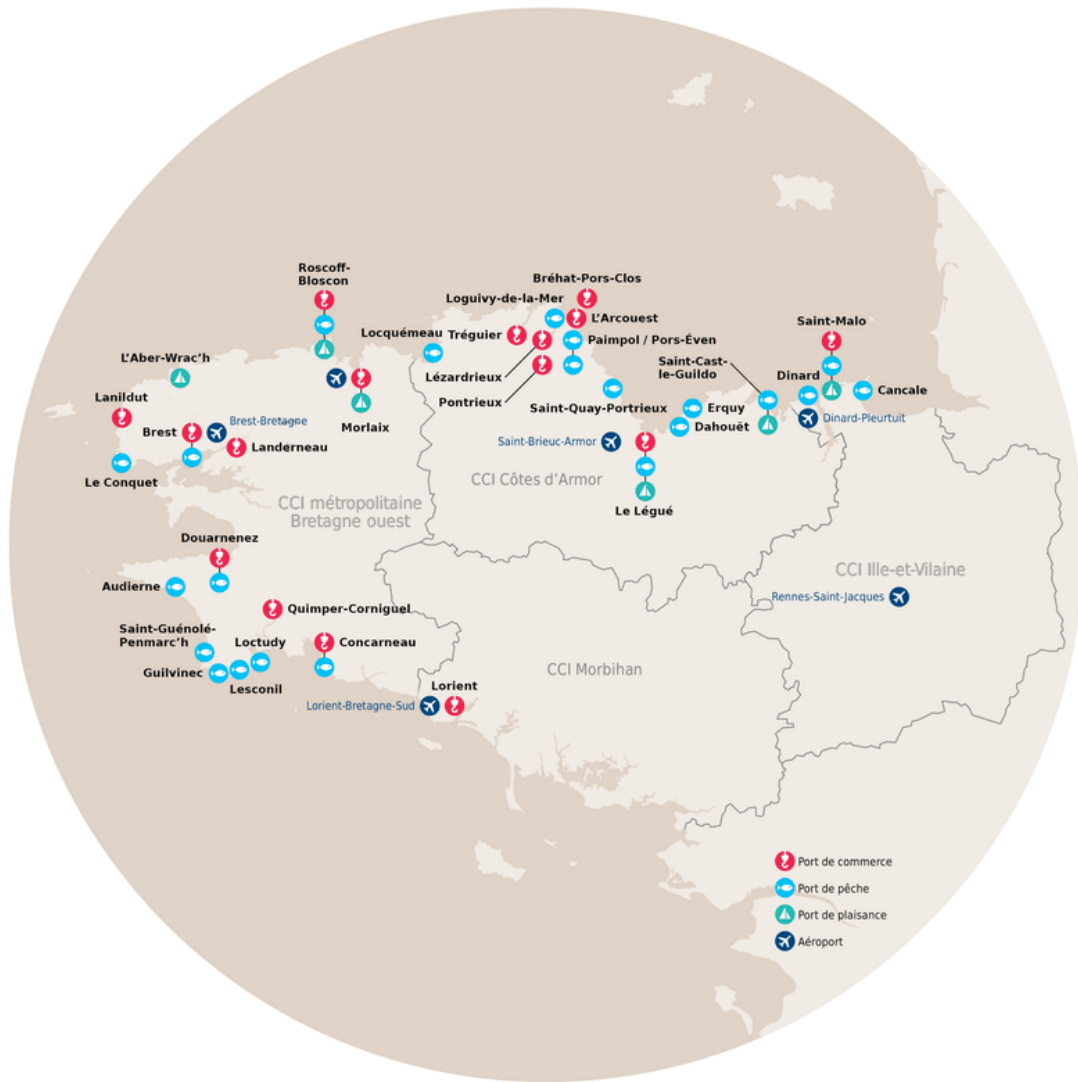 Roscoff-
Bloscon
Bréhat-Pors-Clos
Loguivy-de-la-Mer
L'Arcouest
Locquémeau
Tréguier
Paimpol / Pors-Éven
Saint-Malo
L'Aber-Wrac'h
Saint-Cast-
le-Guildo
Lézardrieux
Dinard
Cancale
Lanildut
Pontrieux
Saint-Quay-Portrieux
Erquy
Dinard-Pleurtuit
Morlaix
Brest
Brest-Bretagne
Dahouët
Landerneau
Saint-Brieuc-Armor
Le Conquet
CCI Côtes d'Armor
CCI métropolitaine
Bretagne ouest
Le Légué
Douarnenez
CCI Ille-et-Vilaine
Audierne
Rennes-Saint-Jacques
Quimper-Corniguel
Saint-Guénolé-
Penmarc'h
Loctudy
Concarneau
Guilvinec
CCI Morbihan
Lesconil
Lorient
Lorient-Bretagne-Sud
Port de commerce
Port de pêche
Port de plaisance
Aéroport